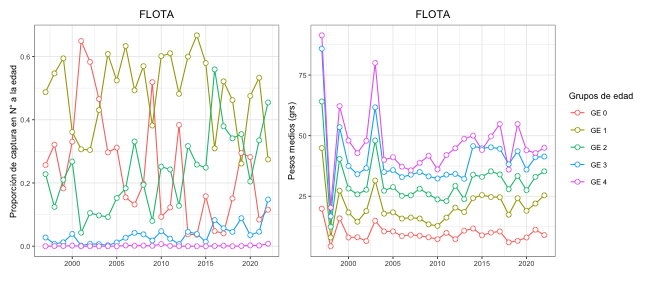 FLOTA
Proporción de captura en N° a la edad
0.6
0.4
0.2
0.0
2000
2005
2010
2015
2020
FLOTA
Pesos medios (grs)
75
50
25
2000
2005
2010
2015
2020
Grupos de edad
GE 0
GE 1
GE 2
GE 3
GE 4